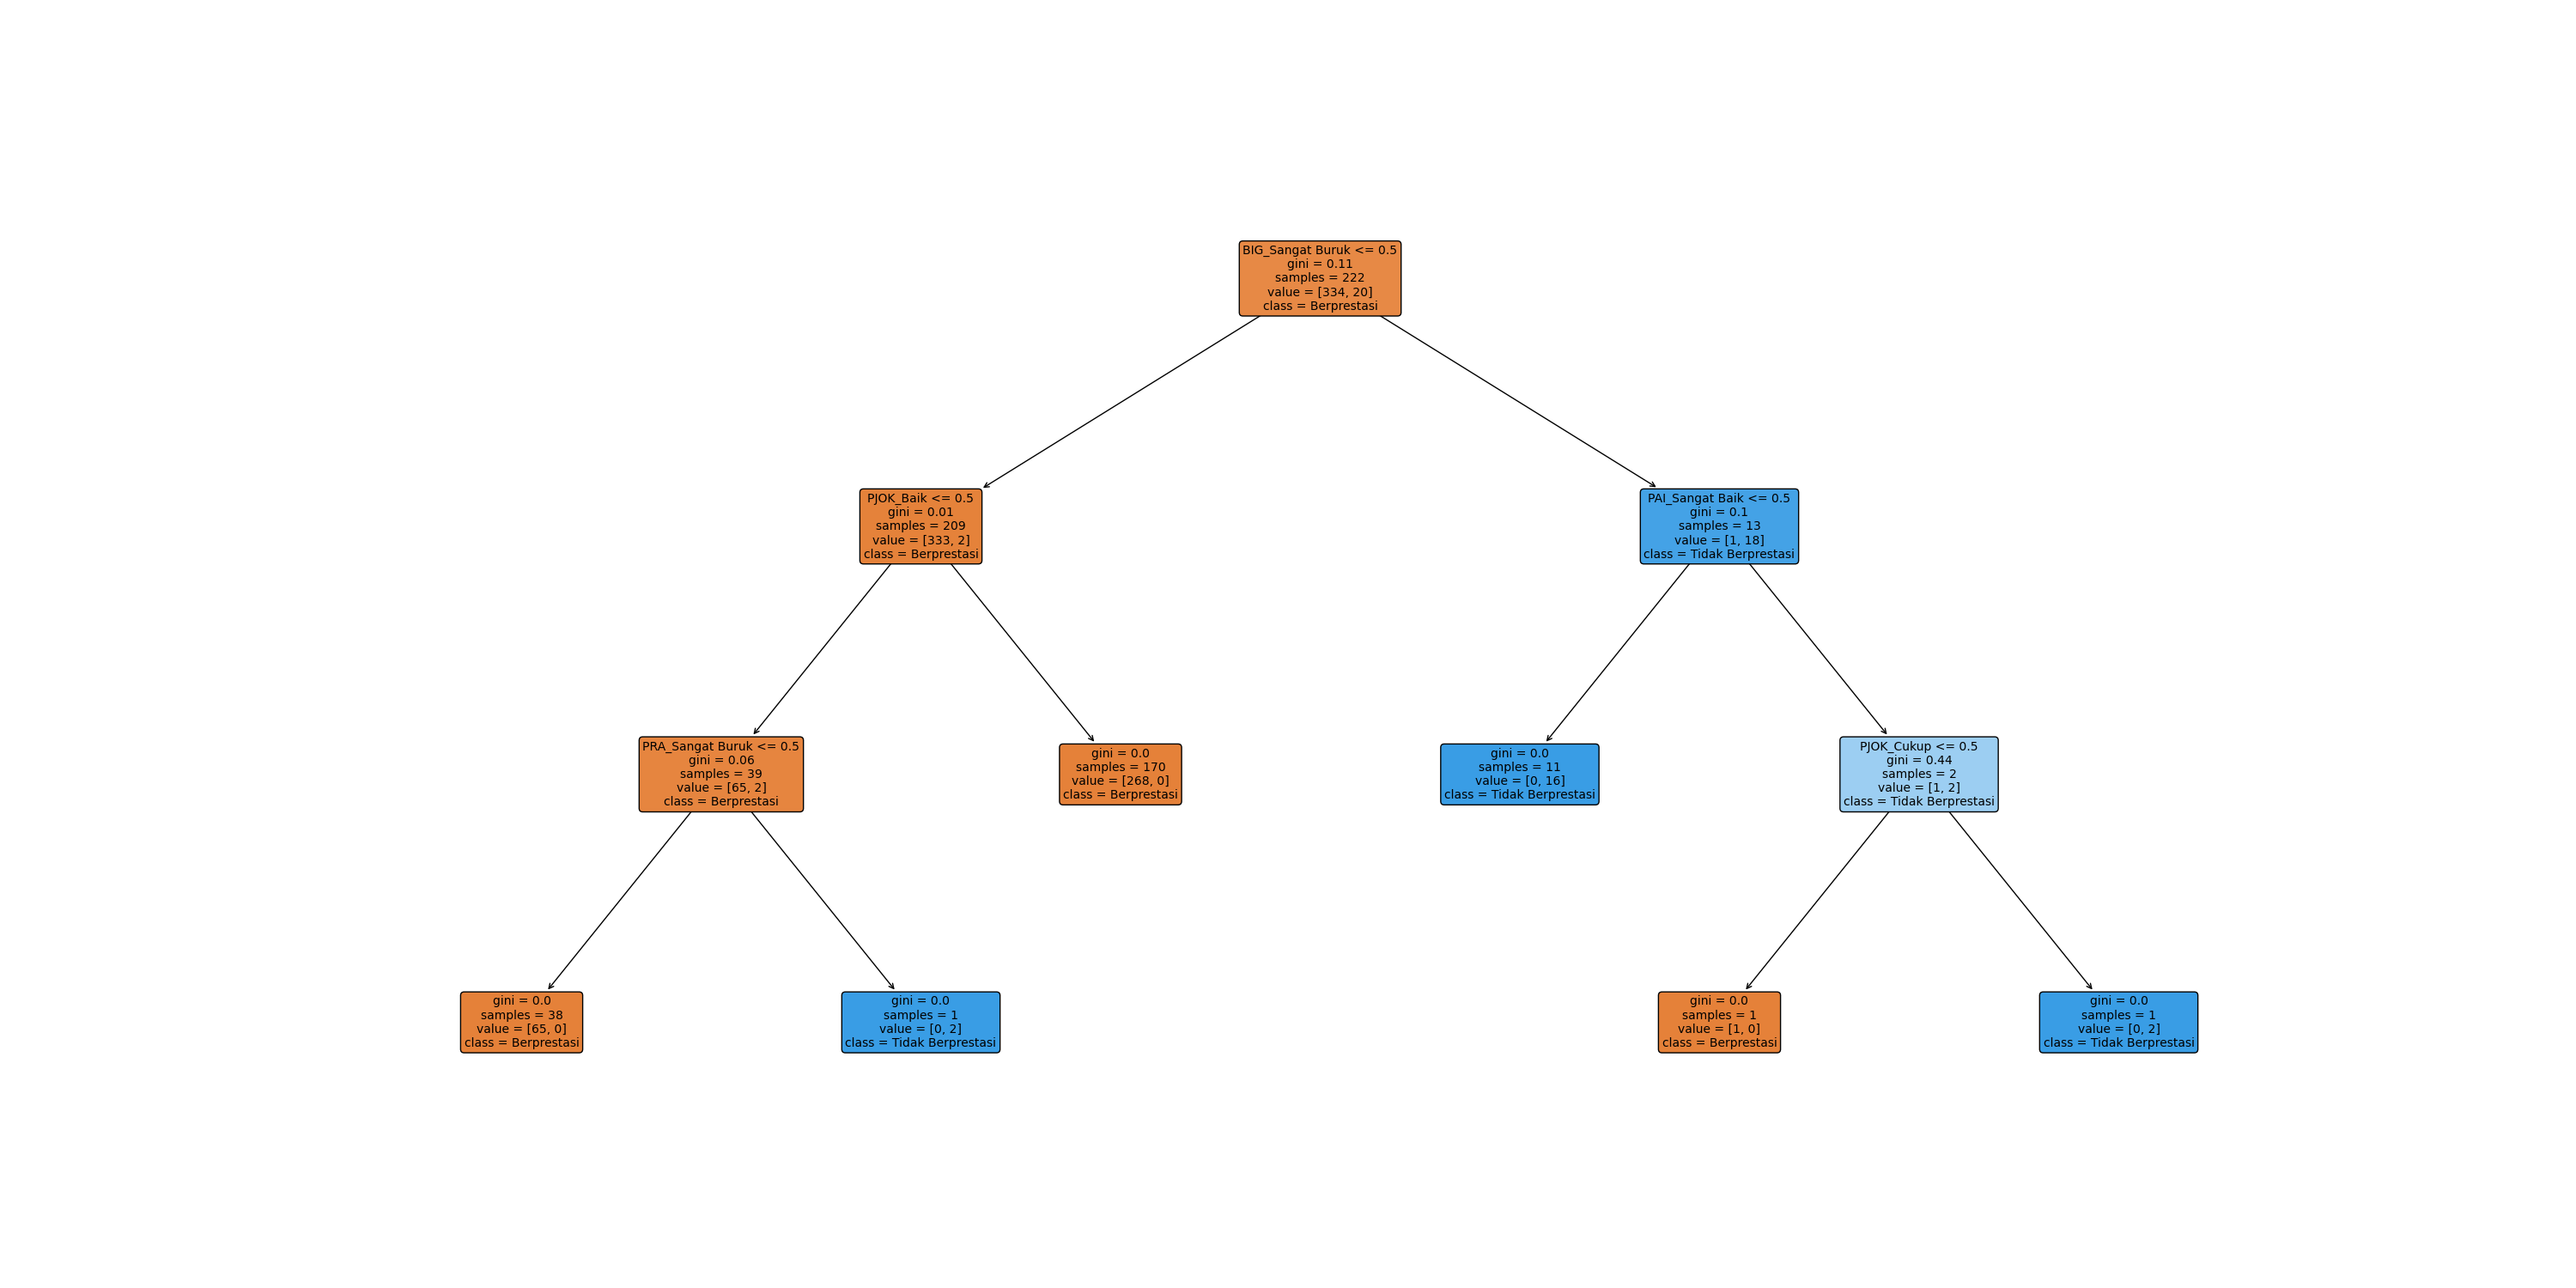 BIG_Sangat Buruk <= 0.5
gini = 0.11
samples = 222
value = [334, 20]
class = Berprestasi
PJOK_Baik <= 0.5
gini = 0.01
samples = 209
value = [333, 2]
class = Berprestasi
PAI_Sangat Baik <= 0.5
gini = 0.1
samples = 13
value = [1, 18]
class = Tidak Berprestasi
PRA_Sangat Buruk <= 0.5
gini = 0.06
samples = 39
value = [65, 2]
class = Berprestasi
gini = 0.0
samples = 170
value = [268, 0]
class = Berprestasi
gini = 0.0
samples = 11
value = [0, 16]
class = Tidak Berprestasi
PJOK_Cukup <= 0.5
gini = 0.44
samples = 2
value = [1, 2]
class = Tidak Berprestasi
gini = 0.0
samples = 38
value = [65, 0]
class = Berprestasi
gini = 0.0
samples = 1
value = [0, 2]
class = Tidak Berprestasi
gini = 0.0
samples = 1
value = [1, 0]
class = Berprestasi
gini = 0.0
samples = 1
value = [0, 2]
class = Tidak Berprestasi